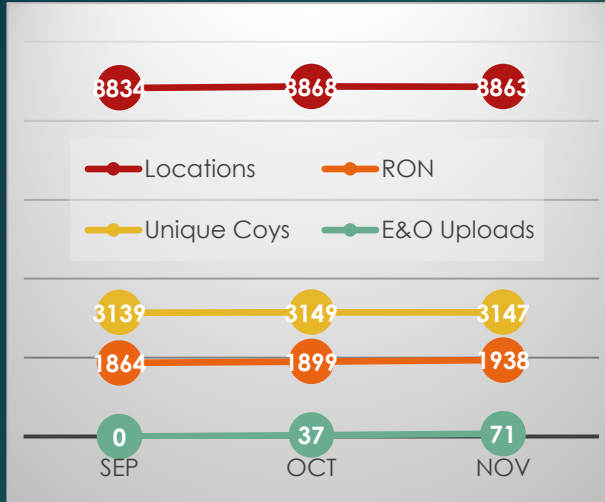 8834 8868 8863
Locations RON
Unique Coys E&O Uploads
3139 3149 3147
1864 1899 1938
0 37 71
SEP OCT NOV